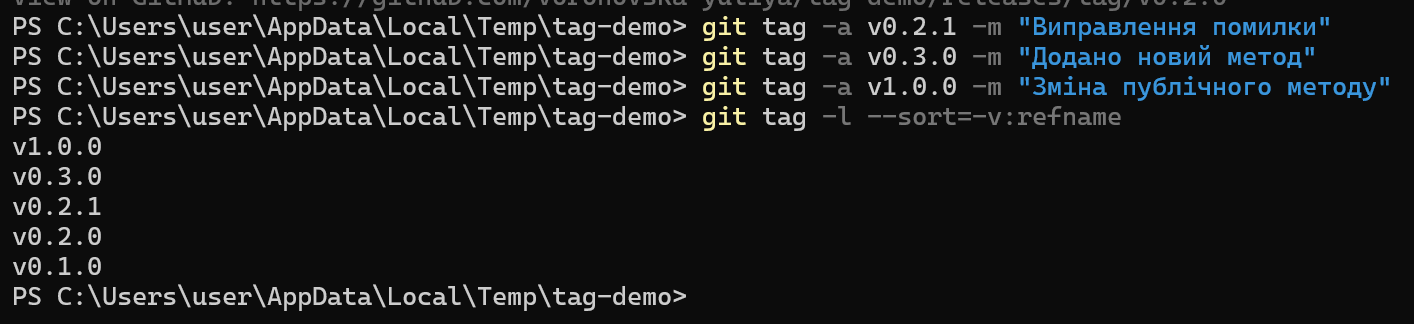 PS C:\Users\user\AppData\Local\Temp\tag-demo> git tag -a v0.2.1 -m "Виправлення помилки"
PS C:\Users\user\AppData\Local\Temp\tag-demo> git tag -a v0.3.0 -m "Додано новий метод"
PS C:\Users\user\AppData\Local\Temp\tag-demo> git tag -a v1.0.0 -m "Зміна публічного методу"
PS C:\Users\user\AppData\Local\Temp\tag-demo> git tag -l --sort=-v:refname
v1.0.0
v0.3.0
v0.2.1
v0.2.0
v0.1.0
PS C:\Users\user\AppData\Local\Temp\tag-demo>